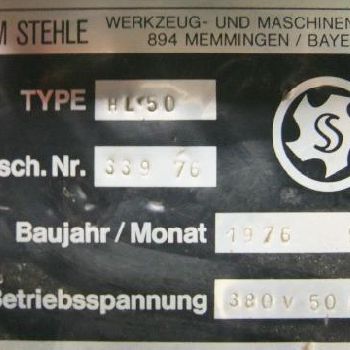 M STEHLE
WERKZEUG- UND MASCHINEN
894 MEMMINGEN / BAYE
TYPE HL 50
S
sch. Nr. 339 76
Baujahr / Monat 1976
Betriebsspannung 380 V 50